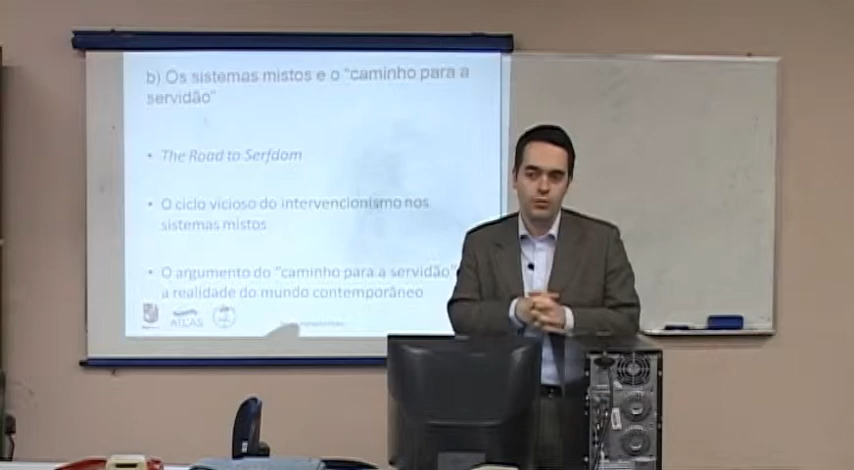 b) Os sistemas mistos e o “caminho para a
servidão”
• The Road to Serfdom
• O ciclo vicioso do intervencionismo nos
sistemas mistos
• O argumento do “caminho para a servidão”
a realidade do mundo contemporâneo
ATLAS